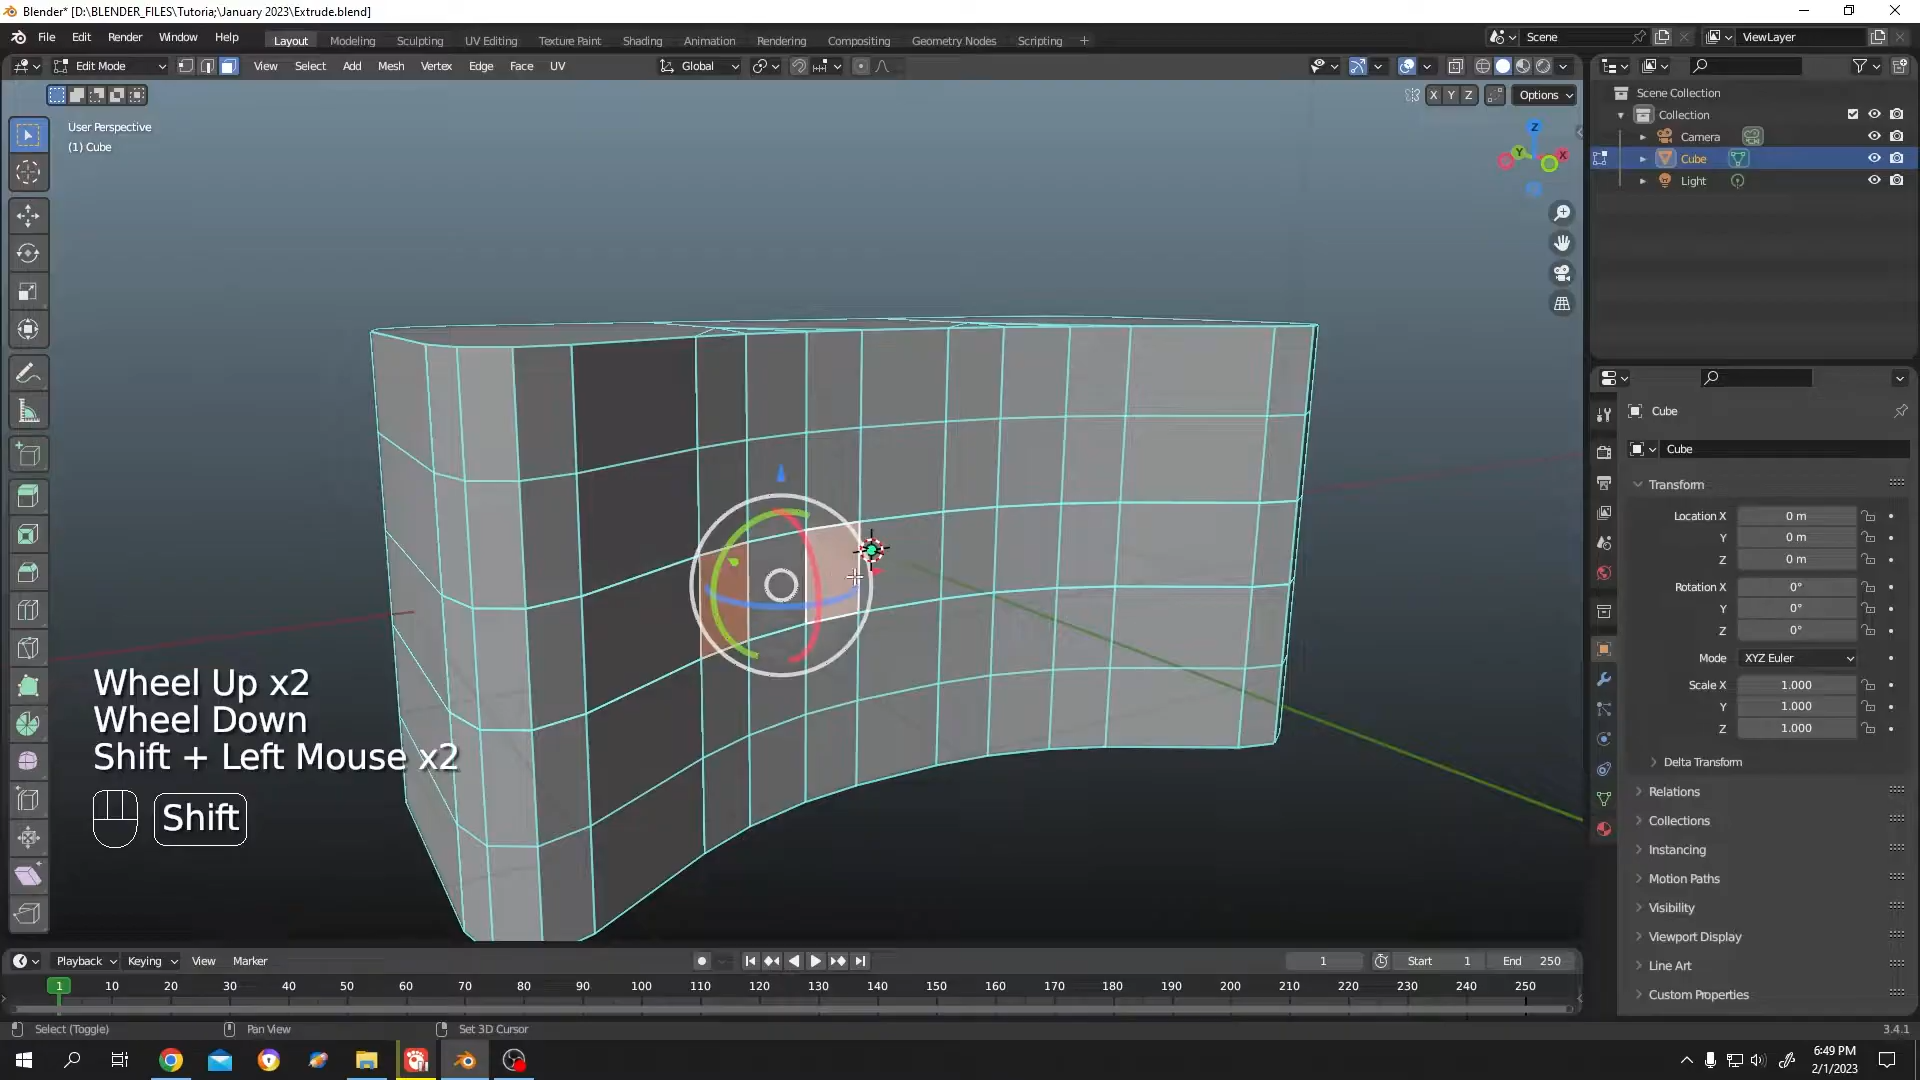 Blender* [D:\BLENDER_FILES\Tutoria;\January 2023\Extrude.blend]
File Edit Render Window Help Layout Modeling Sculpting UV Editing Texture Paint Shading Animation Rendering Compositing Geometry Nodes Scripting + Scene ViewLayer
Edit Mode View Select Add Mesh Vertex Edge Face UV Global
X Y Z Options
User Perspective
(1) Cube
Z
Y X
Scene Collection
Collection
Camera
Cube
Light
Cube
Cube
Transform
Location X 0 m
Y 0 m
Z 0 m
Rotation X 0°
Y 0°
Z 0°
Mode XYZ Euler
Scale X 1.000
Y 1.000
Z 1.000
Delta Transform
Relations
Collections
Instancing
Motion Paths
Visibility
Viewport Display
Line Art
Custom Properties
Wheel Up x2
Wheel Down
Shift + Left Mouse x2
Shift
Playback Keying View Marker 1 Start 1 End 250
1 10 20 30 40 50 60 70 80 90 100 110 120 130 140 150 160 170 180 190 200 210 220 230 240 250
Select (Toggle) Pan View Set 3D Cursor 3.4.1
6:49 PM
2/1/2023